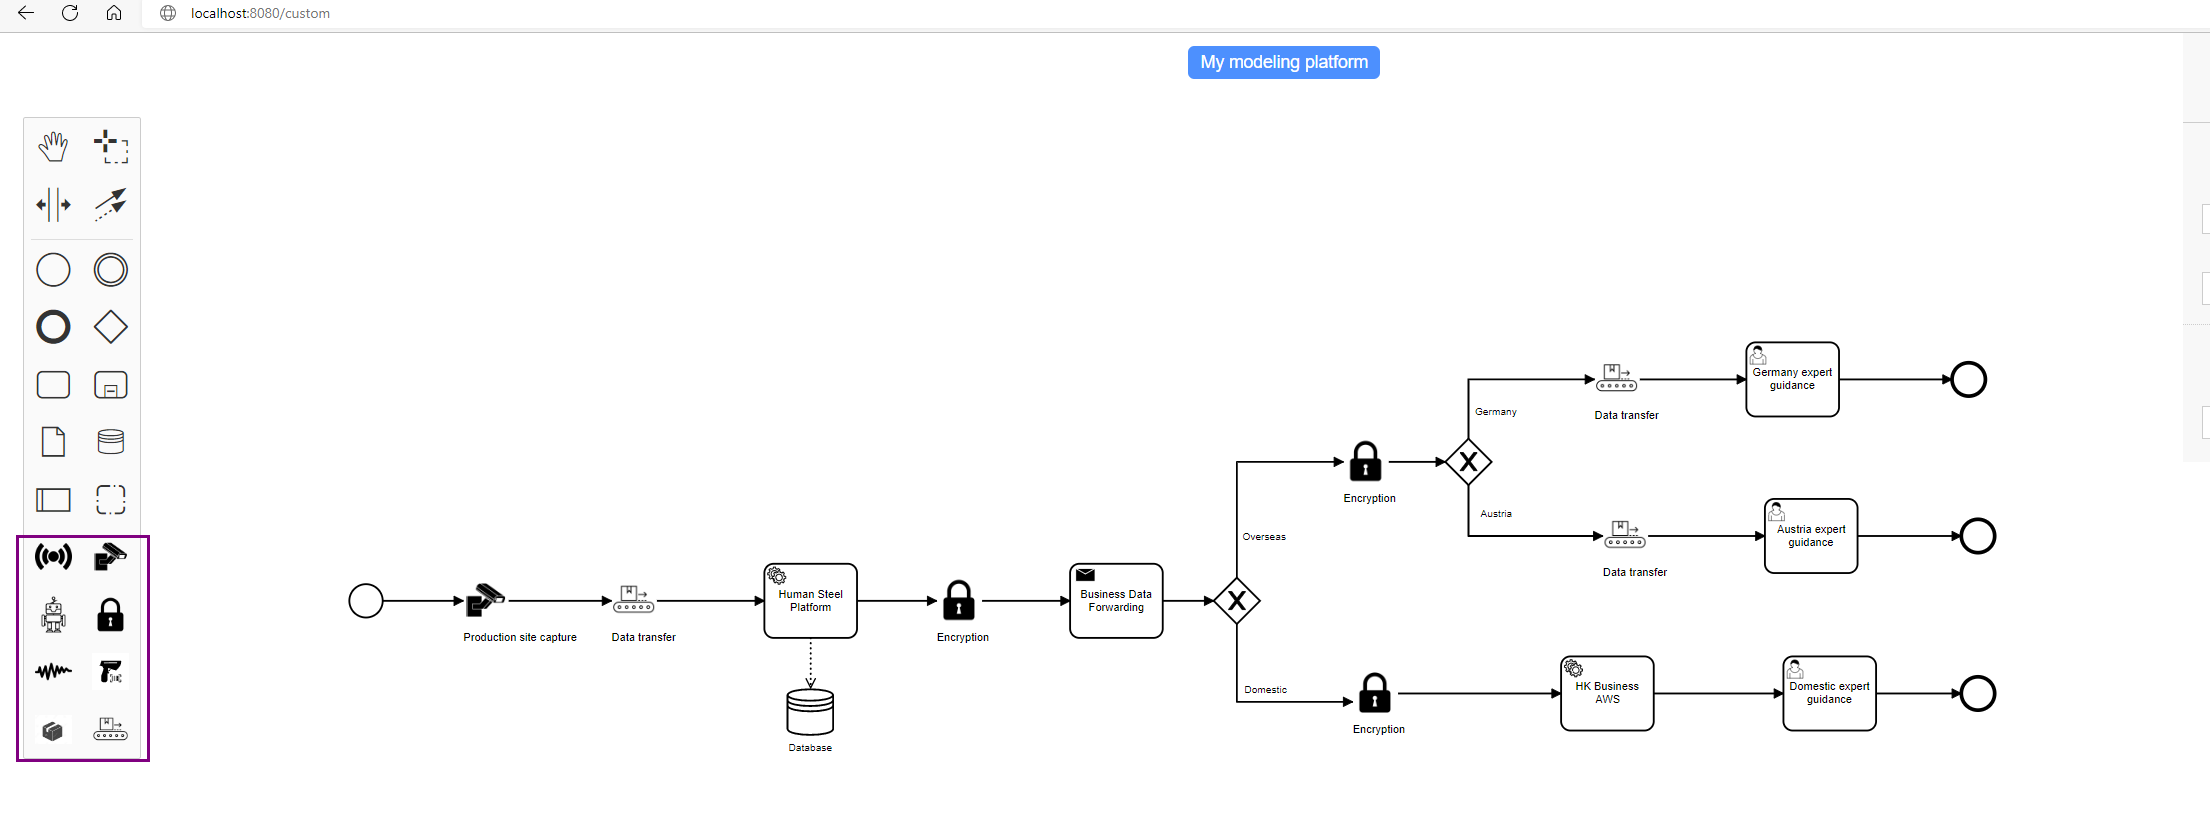 localhost:8080/custom
My modeling platform
Germany expert
guidance
Germany
Data transfer
Encryption
Austria
Austria expert
guidance
Overseas
Data transfer
Human Steel
Platform
Business Data
Forwarding
Production site capture
Data transfer
Encryption
Domestic
HK Business
AWS
Domestic expert
guidance
Encryption
Database